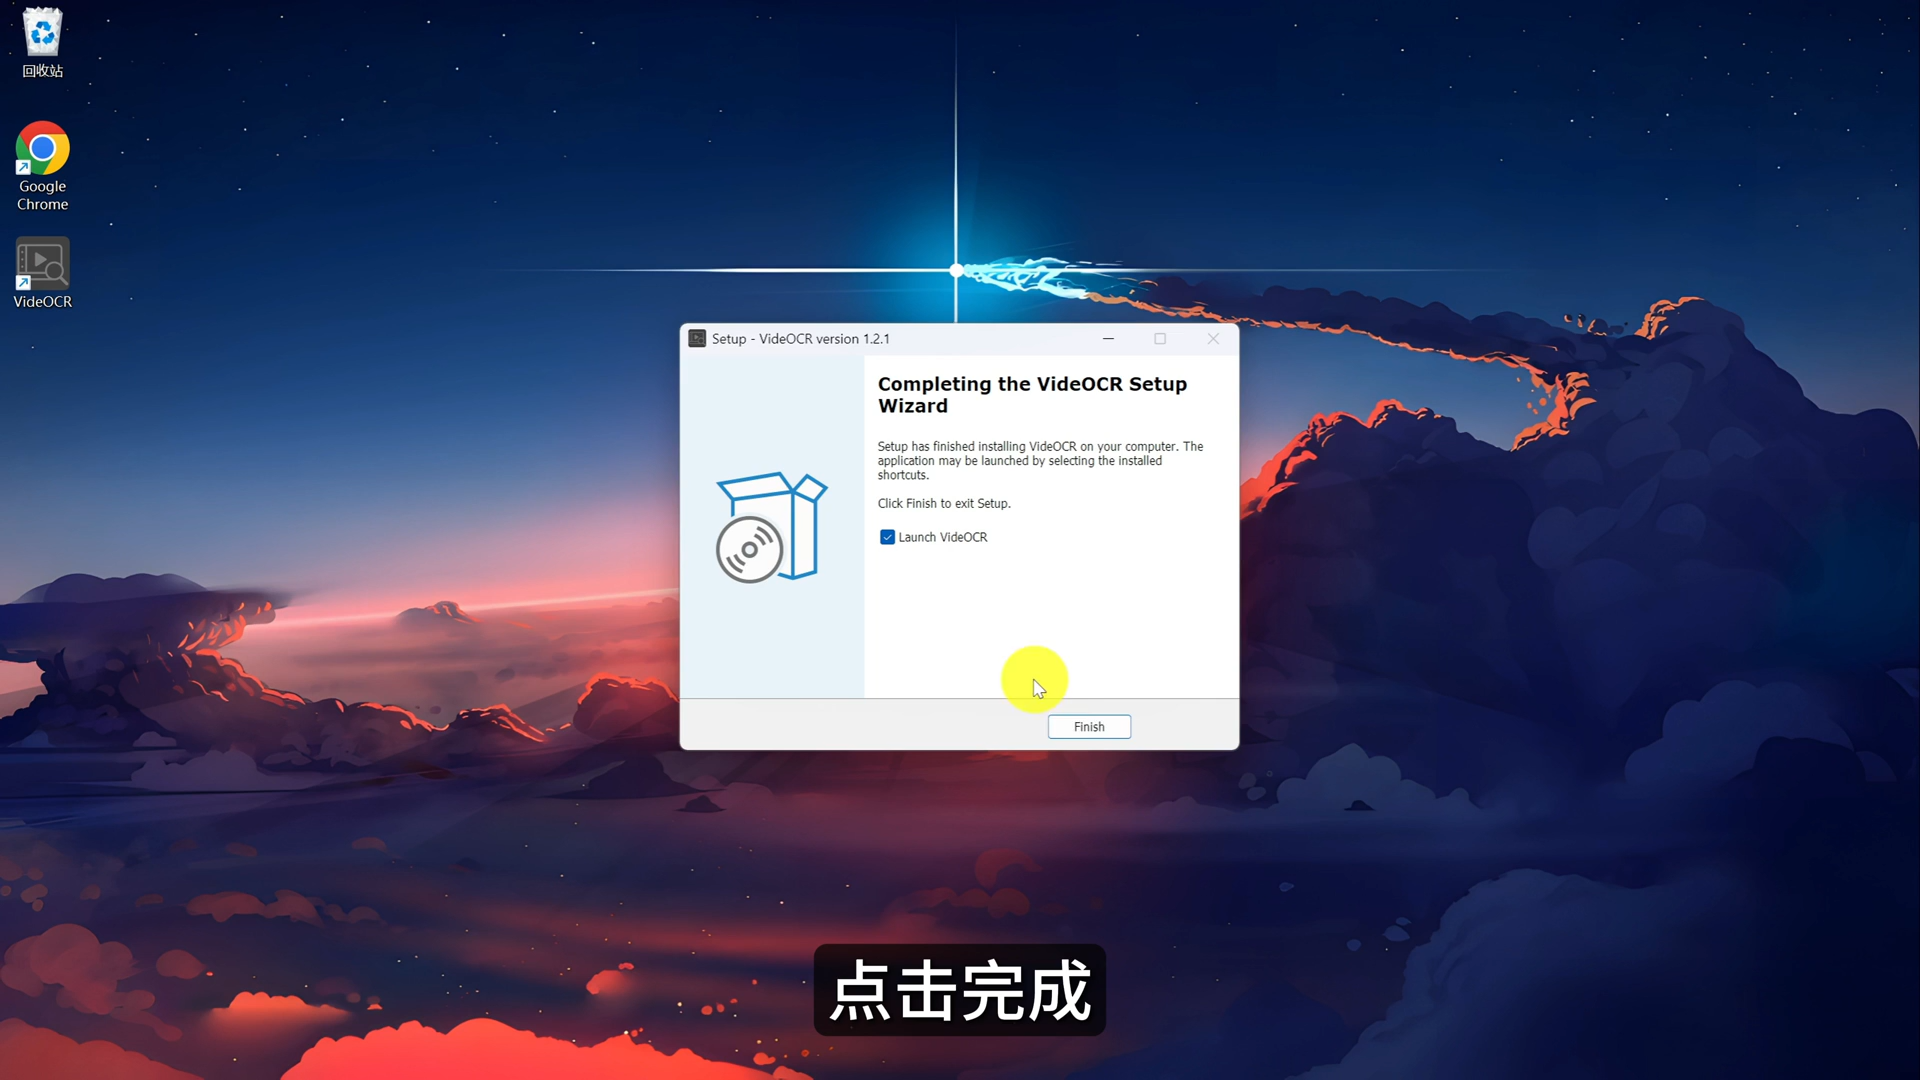 回收站
Google
Chrome
VideOCR
Setup - VideOCR version 1.2.1
Completing the VideOCR Setup
Wizard
Setup has finished installing VideOCR on your computer. The
application may be launched by selecting the installed
shortcuts.
Click Finish to exit Setup.
Launch VideOCR
Finish
点击完成